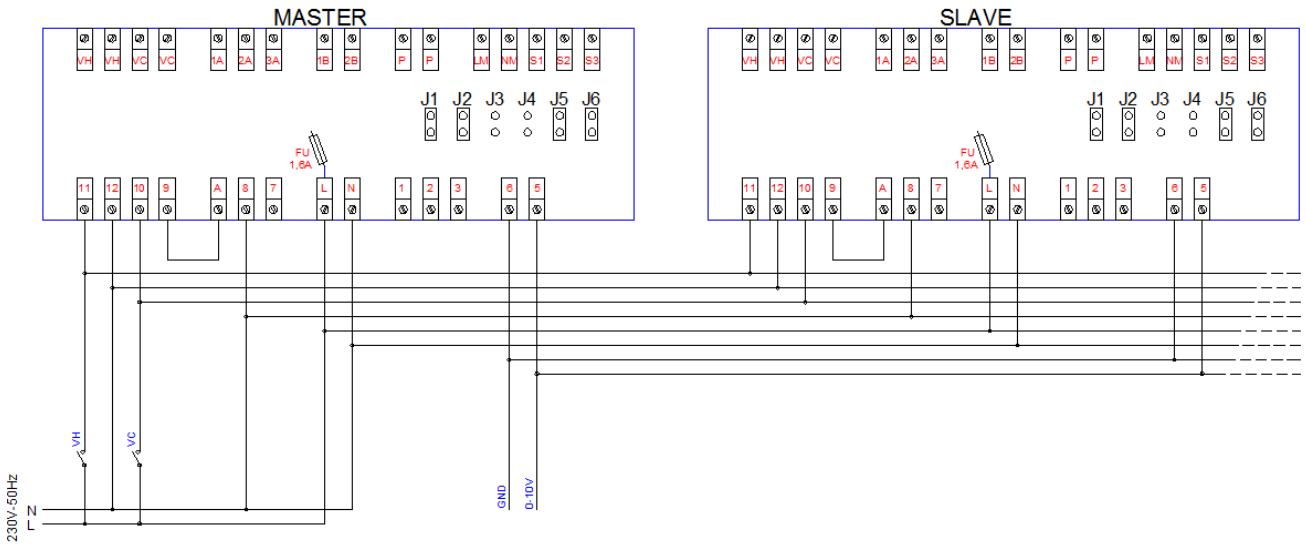 MASTER SLAVE
VH VH VC VC 1A 2A 3A 1B 2B P P LM NM S1 S2 S3 VH VH VC VC 1A 2A 3A 1B 2B P P LM NM S1 S2 S3
J1 J2 J3 J4 J5 J6 J1 J2 J3 J4 J5 J6
FU FU
1,6A 1,6A
11 12 10 9 A 8 7 L N 1 2 3 6 5 11 12 10 9 A 8 7 L N 1 2 3 6 5
VH VC
GND 0-10V
230V-50Hz
N
L